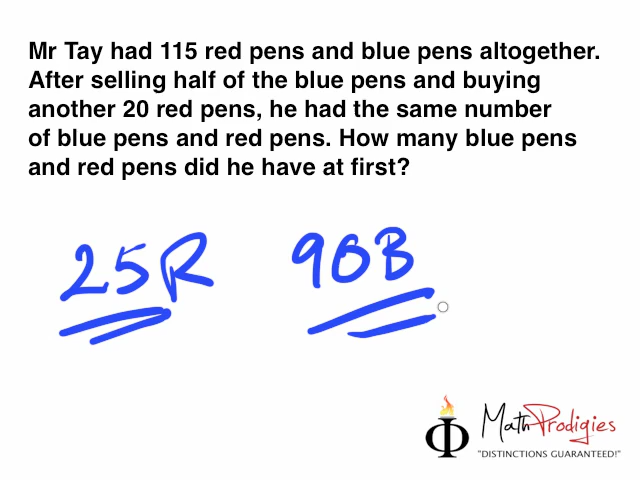 Mr Tay had 115 red pens and blue pens altogether.
After selling half of the blue pens and buying
another 20 red pens, he had the same number
of blue pens and red pens. How many blue pens
and red pens did he have at first?
25R 90B
Math Prodigies
"DISTINCTIONS GUARANTEED!"